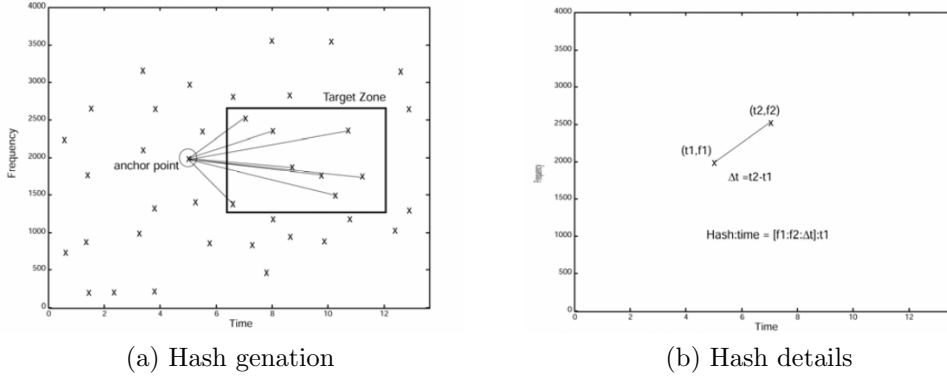 4000
3500
3000
2500
2000
1500
1000
500
0
Frequency
0 2 4 6 8 10 12
Time
Target Zone
anchor point
(a) Hash genation
4000
3500
3000
2500
2000
1500
1000
500
0
Frequency
0 2 4 6 8 10 12
Time
(t2,f2)
(t1,f1)
Δt =t2-t1
Hash:time = [f1:f2:Δt]:t1
(b) Hash details